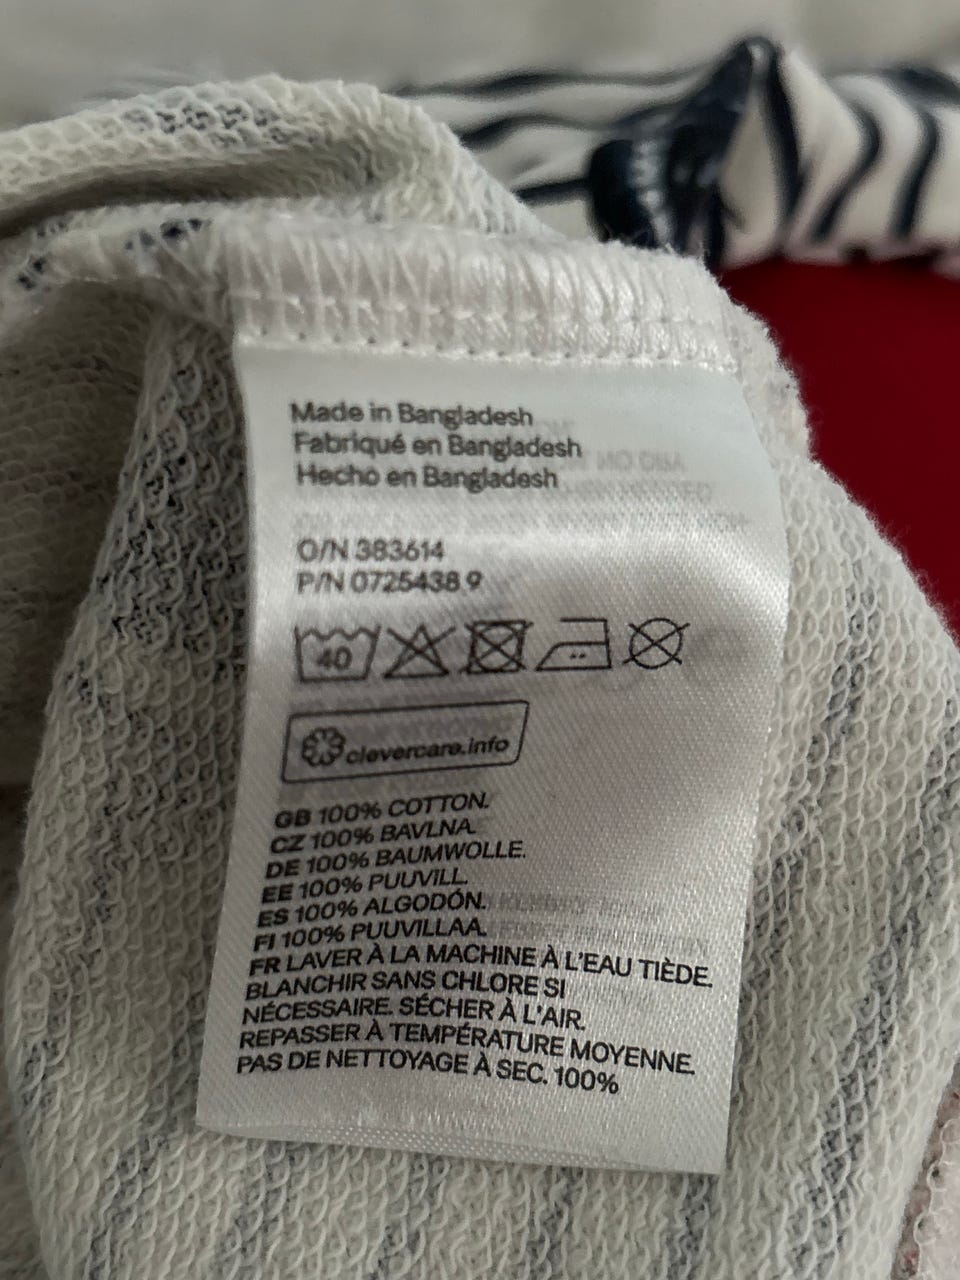 Made in Bangladesh
Fabriqué en Bangladesh
Hecho en Bangladesh
O/N 383614
P/N 0725438 9
40
clevercare.info
GB 100% COTTON.
CZ 100% BAVLNA.
DE 100% BAUMWOLLE.
EE 100% PUUVILL.
ES 100% ALGODÓN.
FI 100% PUUVILLAA.
FR LAVER À LA MACHINE À L'EAU TIÈDE.
BLANCHIR SANS CHLORE SI
NÉCESSAIRE. SÉCHER À L'AIR.
REPASSER À TEMPÉRATURE MOYENNE.
PAS DE NETTOYAGE À SEC. 100%